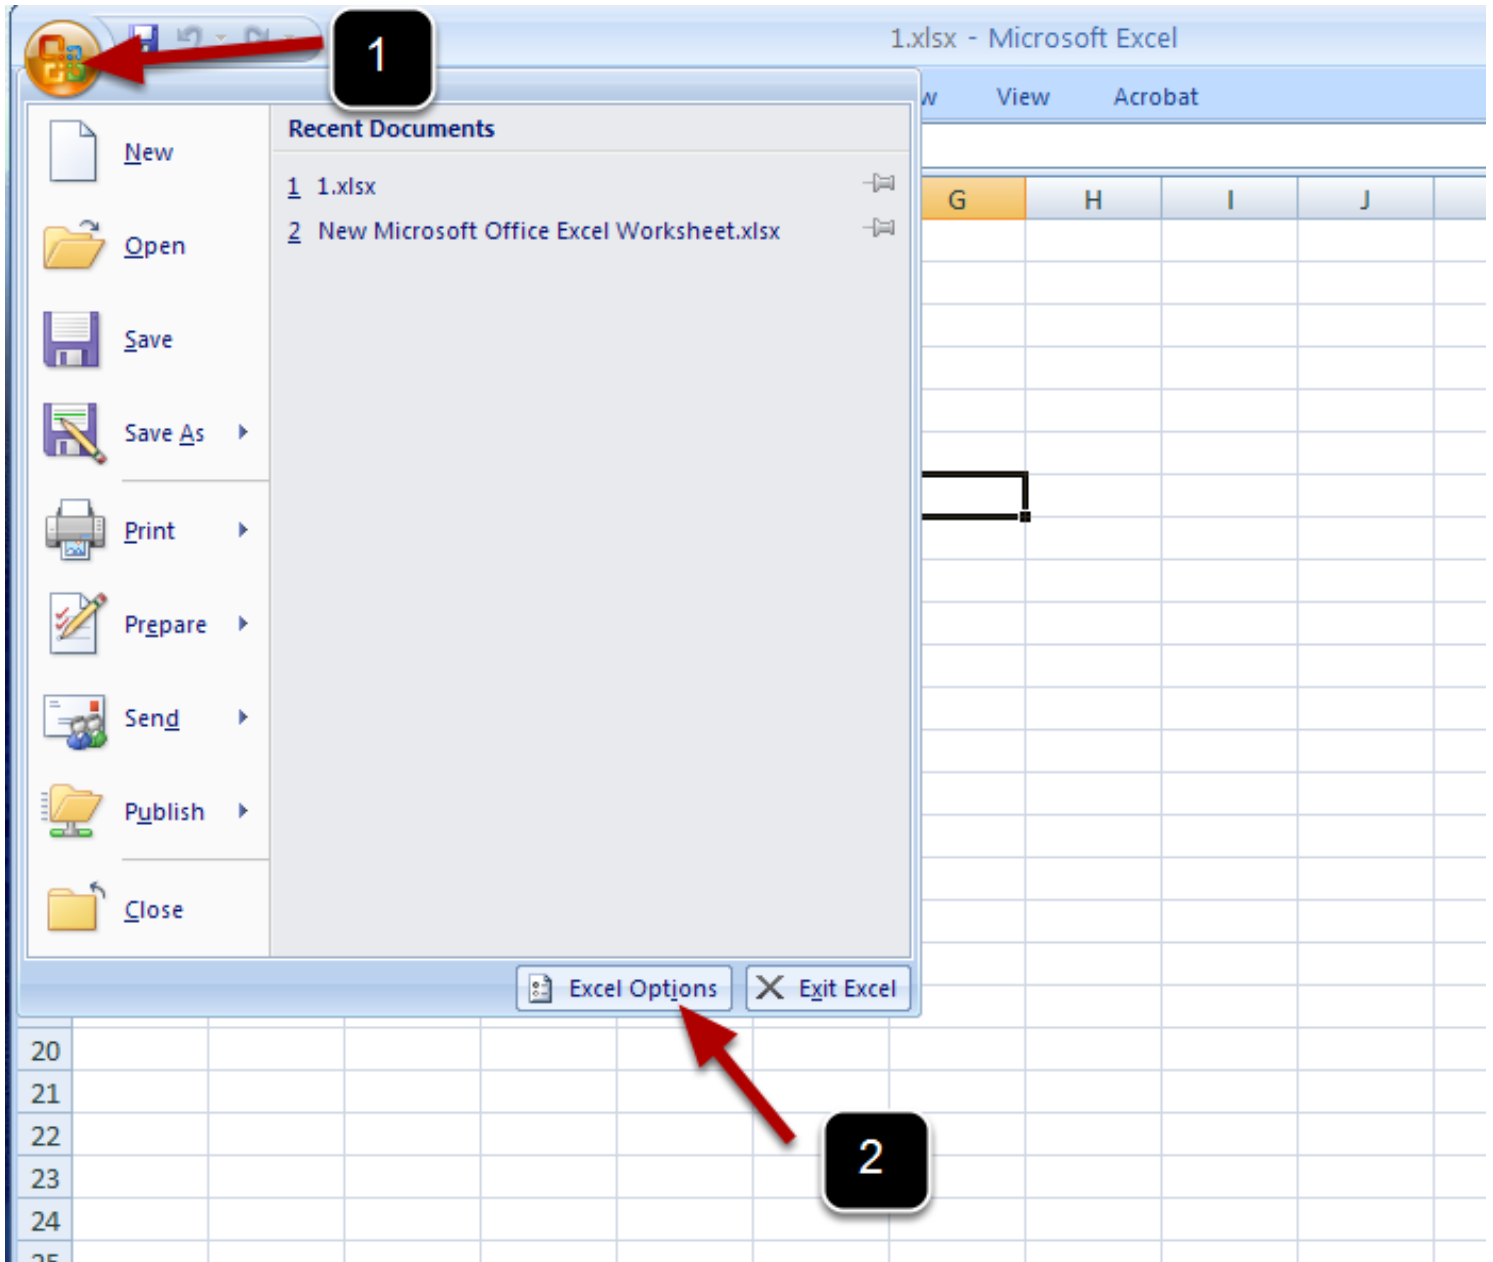 1
1.xlsx - Microsoft Excel
w View Acrobat
Recent Documents
New
1 1.xlsx
G H I J
2 New Microsoft Office Excel Worksheet.xlsx
Open
Save
Save As
Print
Prepare
Send
Publish
Close
Excel Options Exit Excel
20
21
22
2
23
24
25